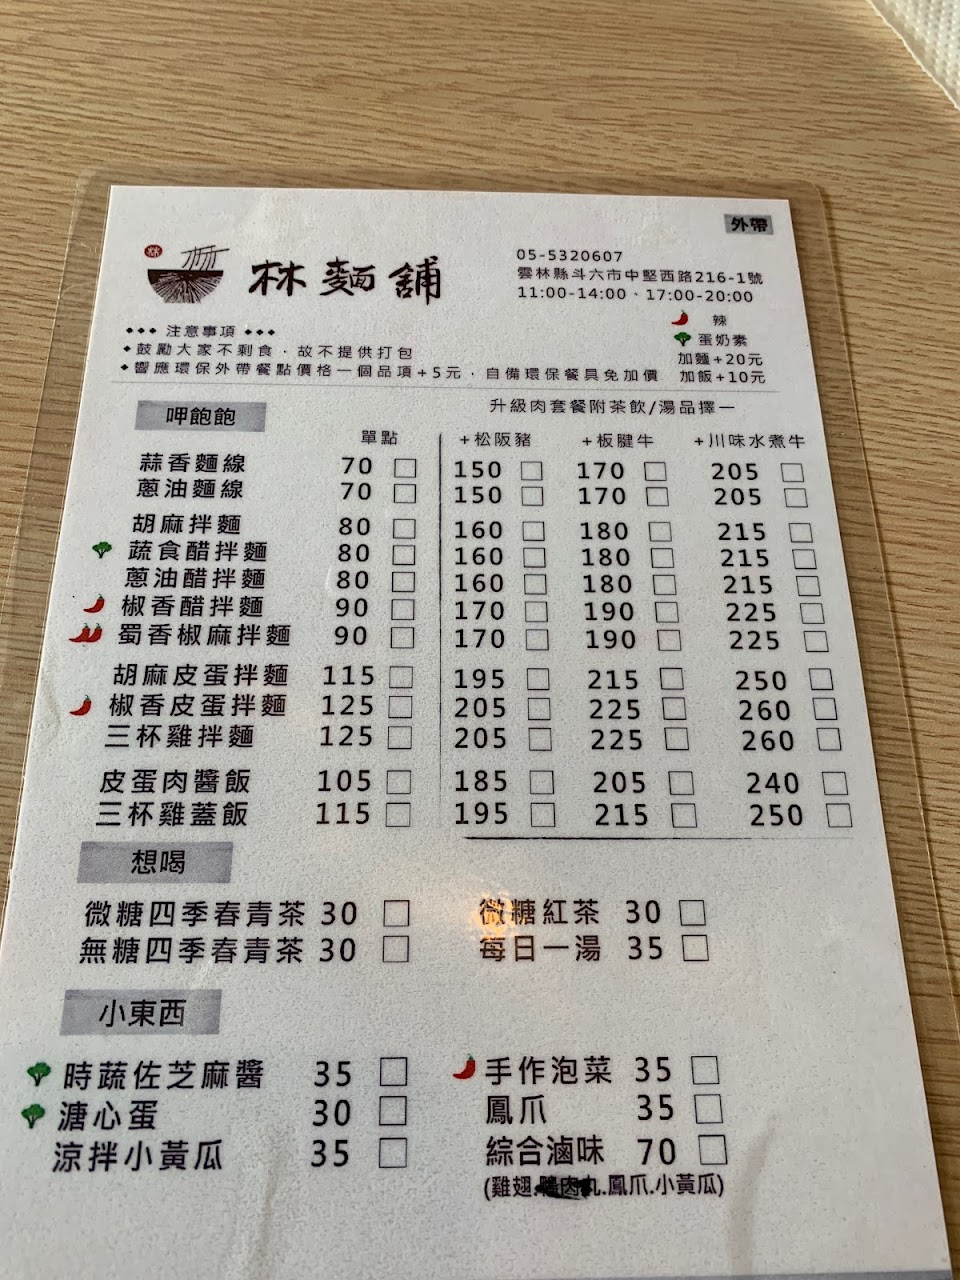 外帶
林
林麵舖
05-5320607
雲林縣斗六市中堅西路216-1號
11:00-14:00、17:00-20:00
◆◆◆ 注意事項 ◆◆◆
◆鼓勵大家不剩食，故不提供打包
◆響應環保外帶餐點價格一個品項+5元，自備環保餐具免加價
辣
蛋奶素
加麵+20元
加飯+10元
呷飽飽
升級肉套餐附茶飲/湯品擇一
單點 +松阪豬 +板腱牛 +川味水煮牛
蒜香麵線 70 □ 150 □ 170 □ 205 □
蔥油麵線 70 □ 150 □ 170 □ 205 □
胡麻拌麵 80 □ 160 □ 180 □ 215 □
蔬食醋拌麵 80 □ 160 □ 180 □ 215 □
蔥油醋拌麵 80 □ 160 □ 180 □ 215 □
椒香醋拌麵 90 □ 170 □ 190 □ 225 □
蜀香椒麻拌麵 90 □ 170 □ 190 □ 225 □
胡麻皮蛋拌麵 115 □ 195 □ 215 □ 250 □
椒香皮蛋拌麵 125 □ 205 □ 225 □ 260 □
三杯雞拌麵 125 □ 205 □ 225 □ 260 □
皮蛋肉醬飯 105 □ 185 □ 205 □ 240 □
三杯雞蓋飯 115 □ 195 □ 215 □ 250 □
想喝
微糖四季春青茶 30 □ 微糖紅茶 30 □
無糖四季春青茶 30 □ 每日一湯 35 □
小東西
時蔬佐芝麻醬 35 □ 手作泡菜 35 □
溏心蛋 30 □ 鳳爪 35 □
涼拌小黃瓜 35 □ 綜合滷味 70 □
(雞翅.丸.鳳爪.小黃瓜)